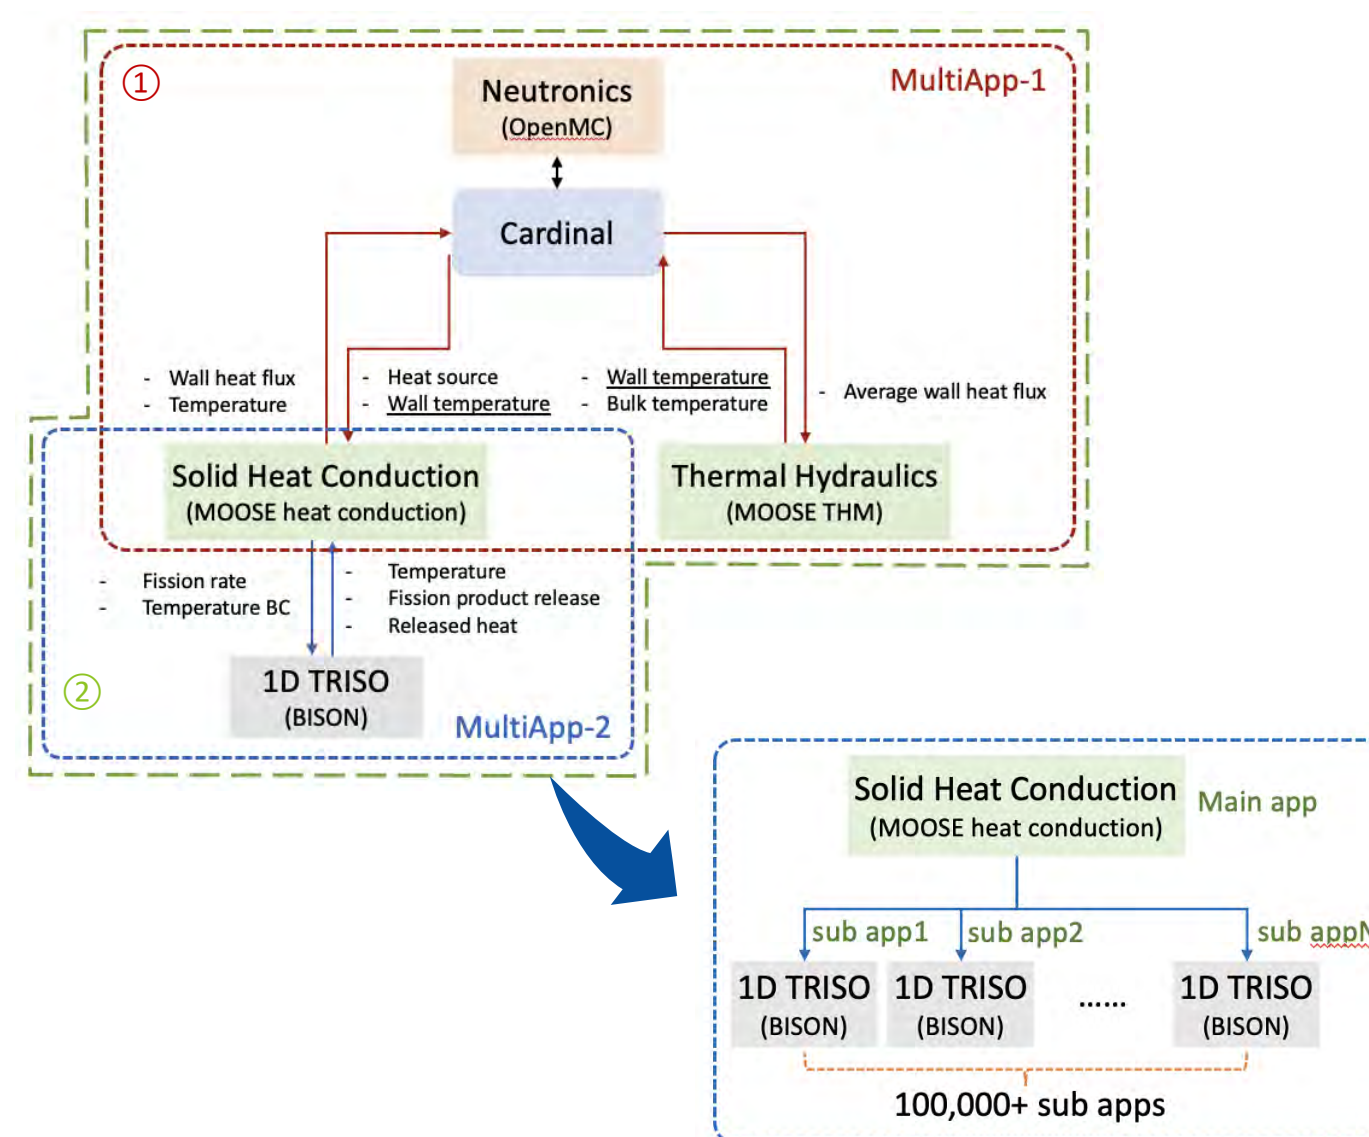 ①
MultiApp-1
Neutronics
(OpenMC)
Cardinal
- Wall heat flux
- Temperature
- Heat source
- Wall temperature
- Wall temperature
- Bulk temperature
- Average wall heat flux
Solid Heat Conduction
(MOOSE heat conduction)
Thermal Hydraulics
(MOOSE THM)
- Fission rate
- Temperature BC
- Temperature
- Fission product release
- Released heat
②
1D TRISO
(BISON)
MultiApp-2
Solid Heat Conduction
(MOOSE heat conduction)
Main app
sub app1
sub app2
sub appN
1D TRISO
(BISON)
1D TRISO
(BISON)
......
1D TRISO
(BISON)
100,000+ sub apps